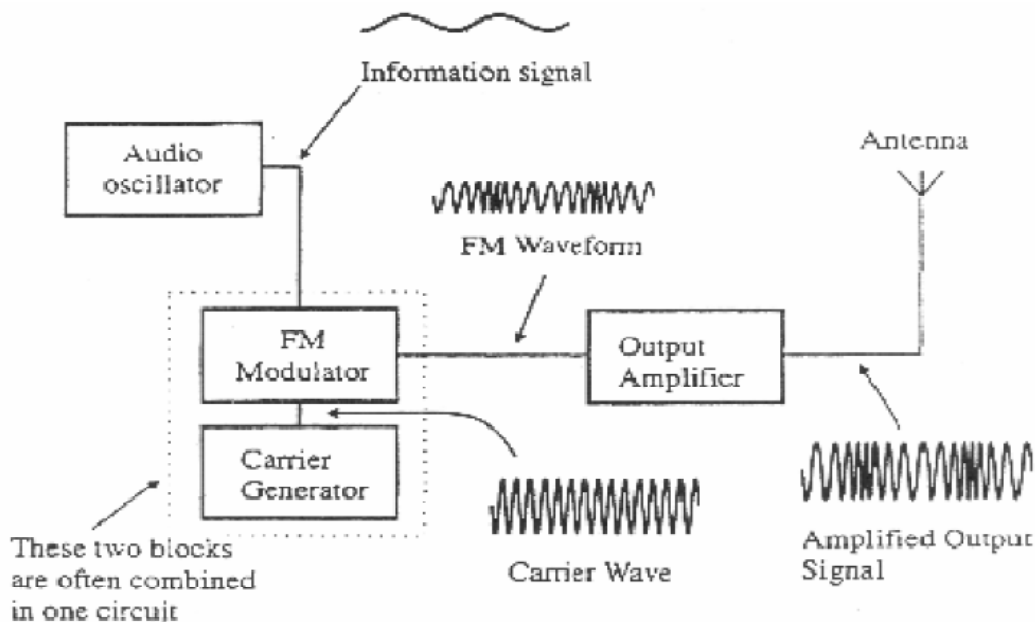 Information signal
Audio
oscillator
Antenna
FM Waveform
FM
Modulator
Output
Amplifier
Carrier
Generator
These two blocks
are often combined
in one circuit
Carrier Wave
Amplified Output
Signal